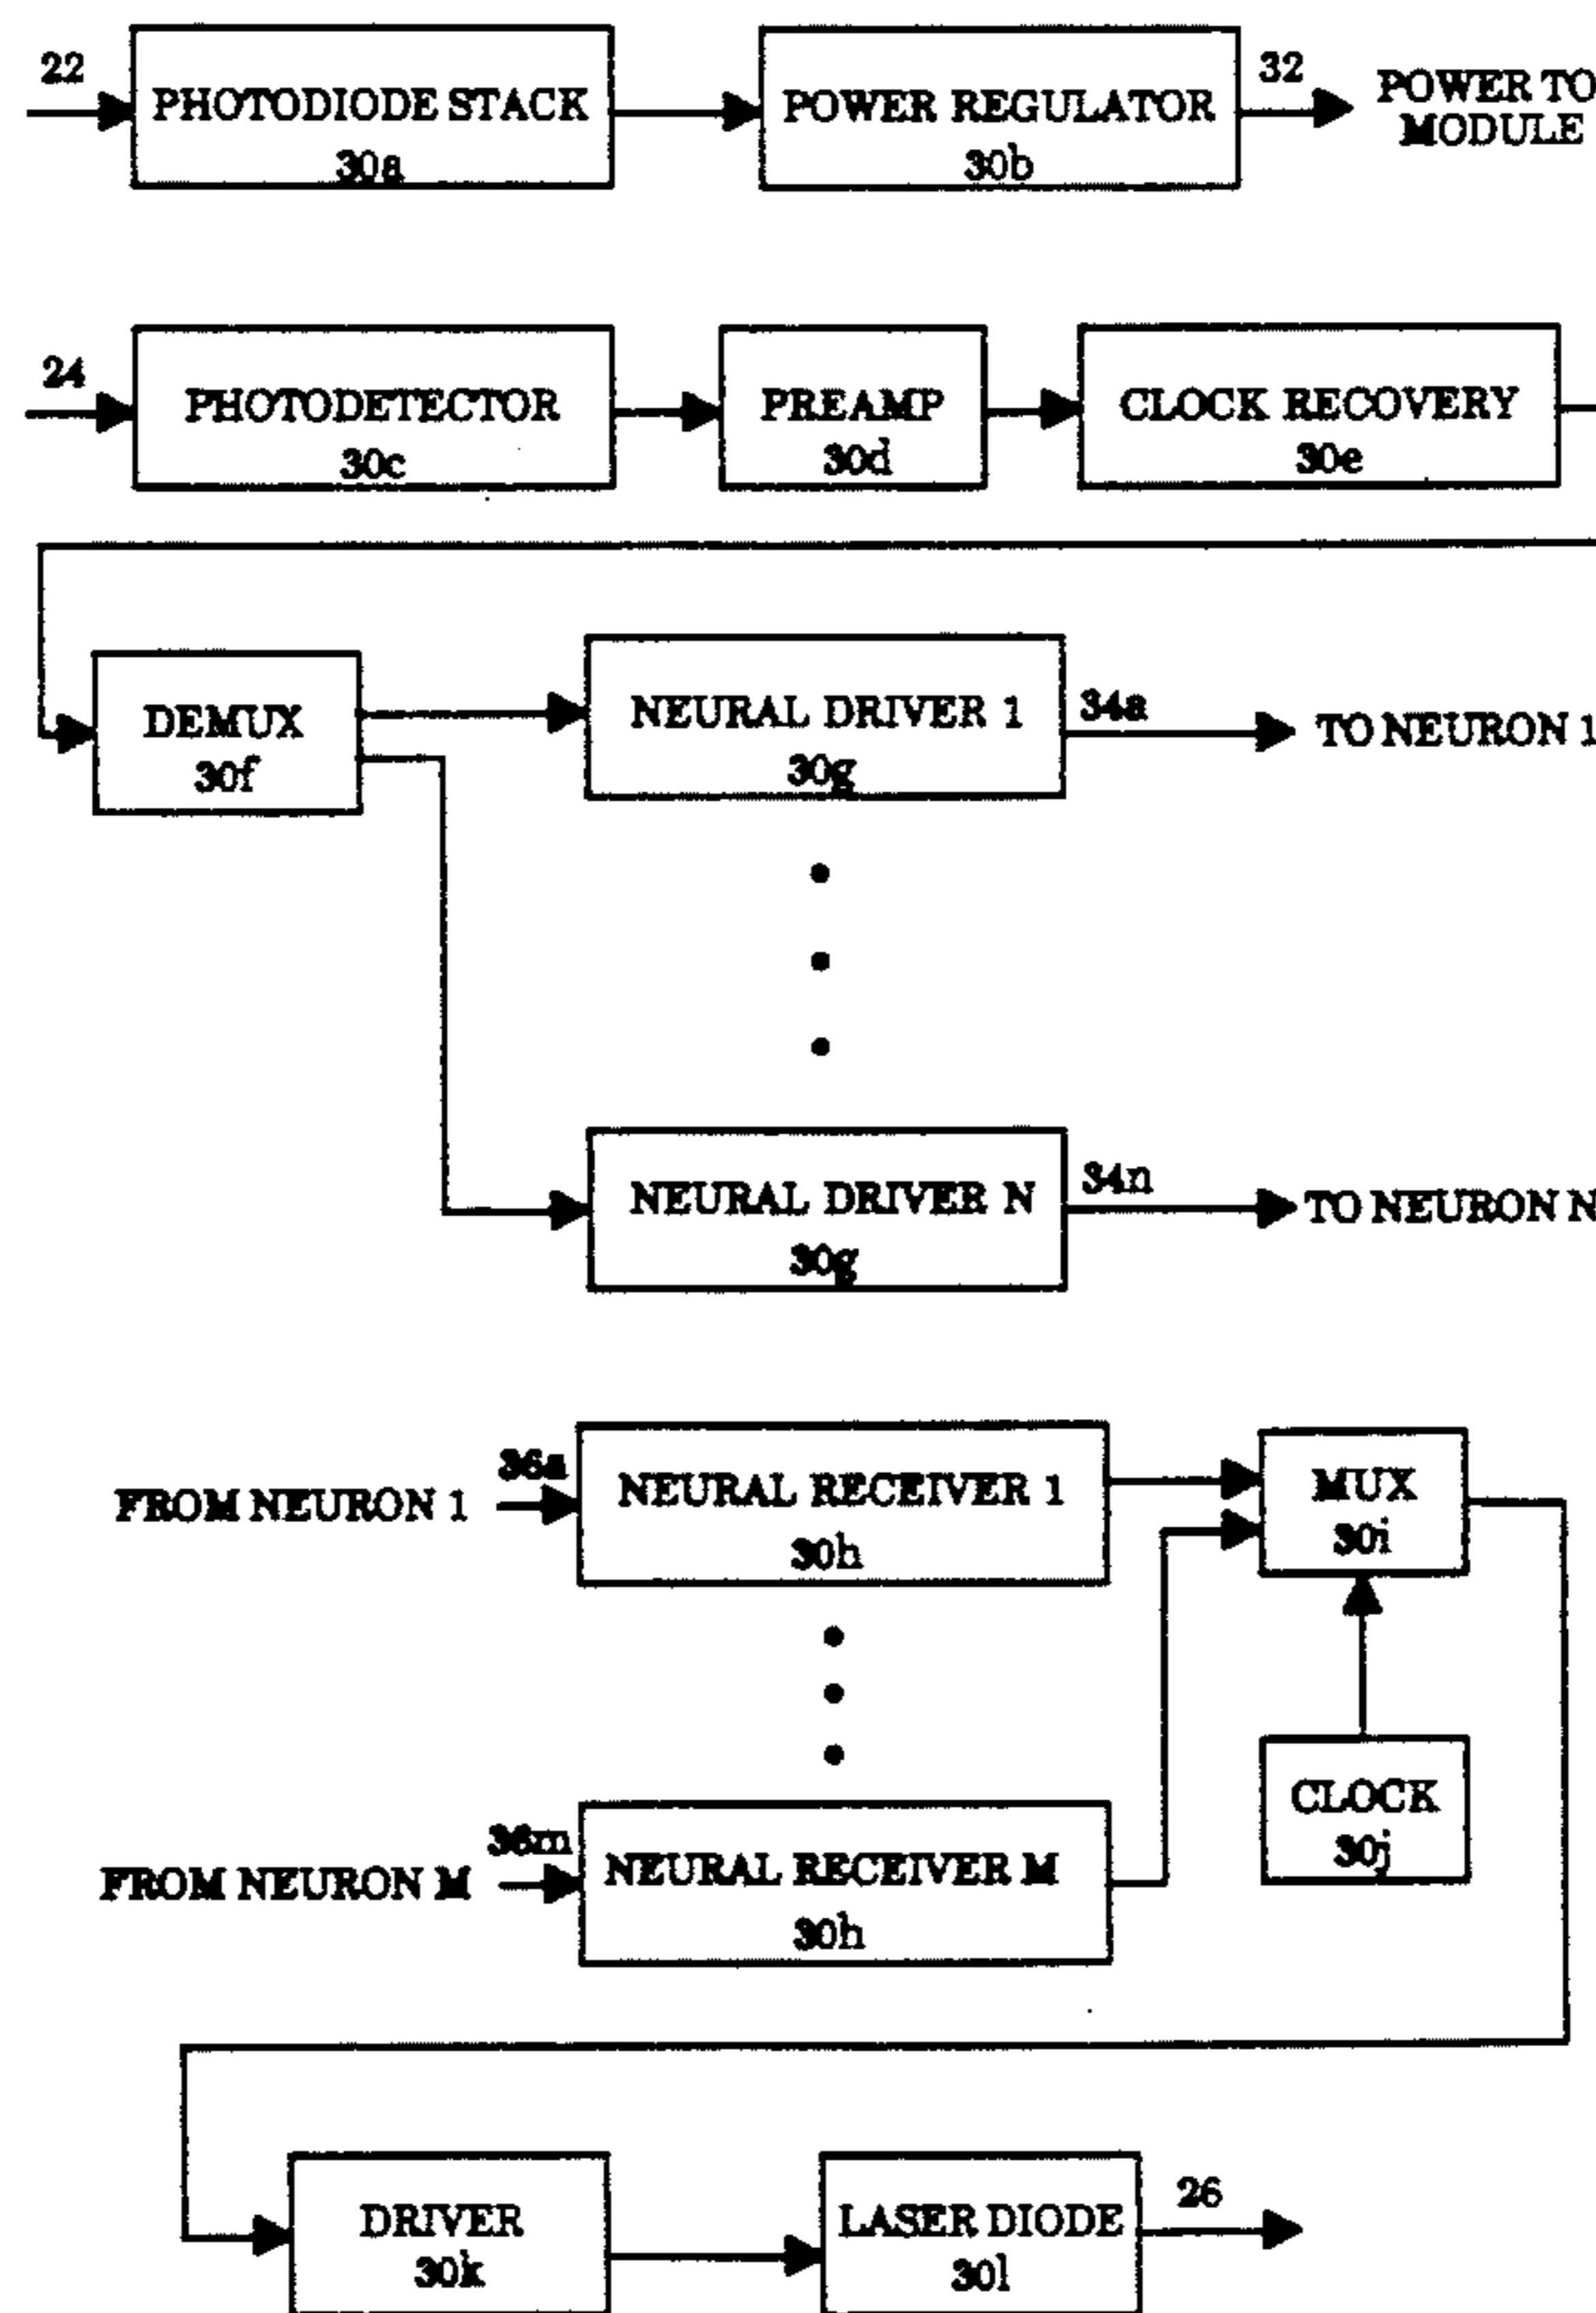 22
PHOTODIODE STACK
30a
POWER REGULATOR
30b
32
POWER TO
MODULE
24
PHOTODETECTOR
30c
PREAMP
30d
CLOCK RECOVERY
30e
DEMUX
30f
NEURAL DRIVER 1
30g
34a
TO NEURON 1
NEURAL DRIVER N
30g
34n
TO NEURON N
FROM NEURON 1
36a
NEURAL RECEIVER 1
30h
MUX
30i
CLOCK
30j
FROM NEURON M
36m
NEURAL RECEIVER M
30h
DRIVER
30k
LASER DIODE
30l
26